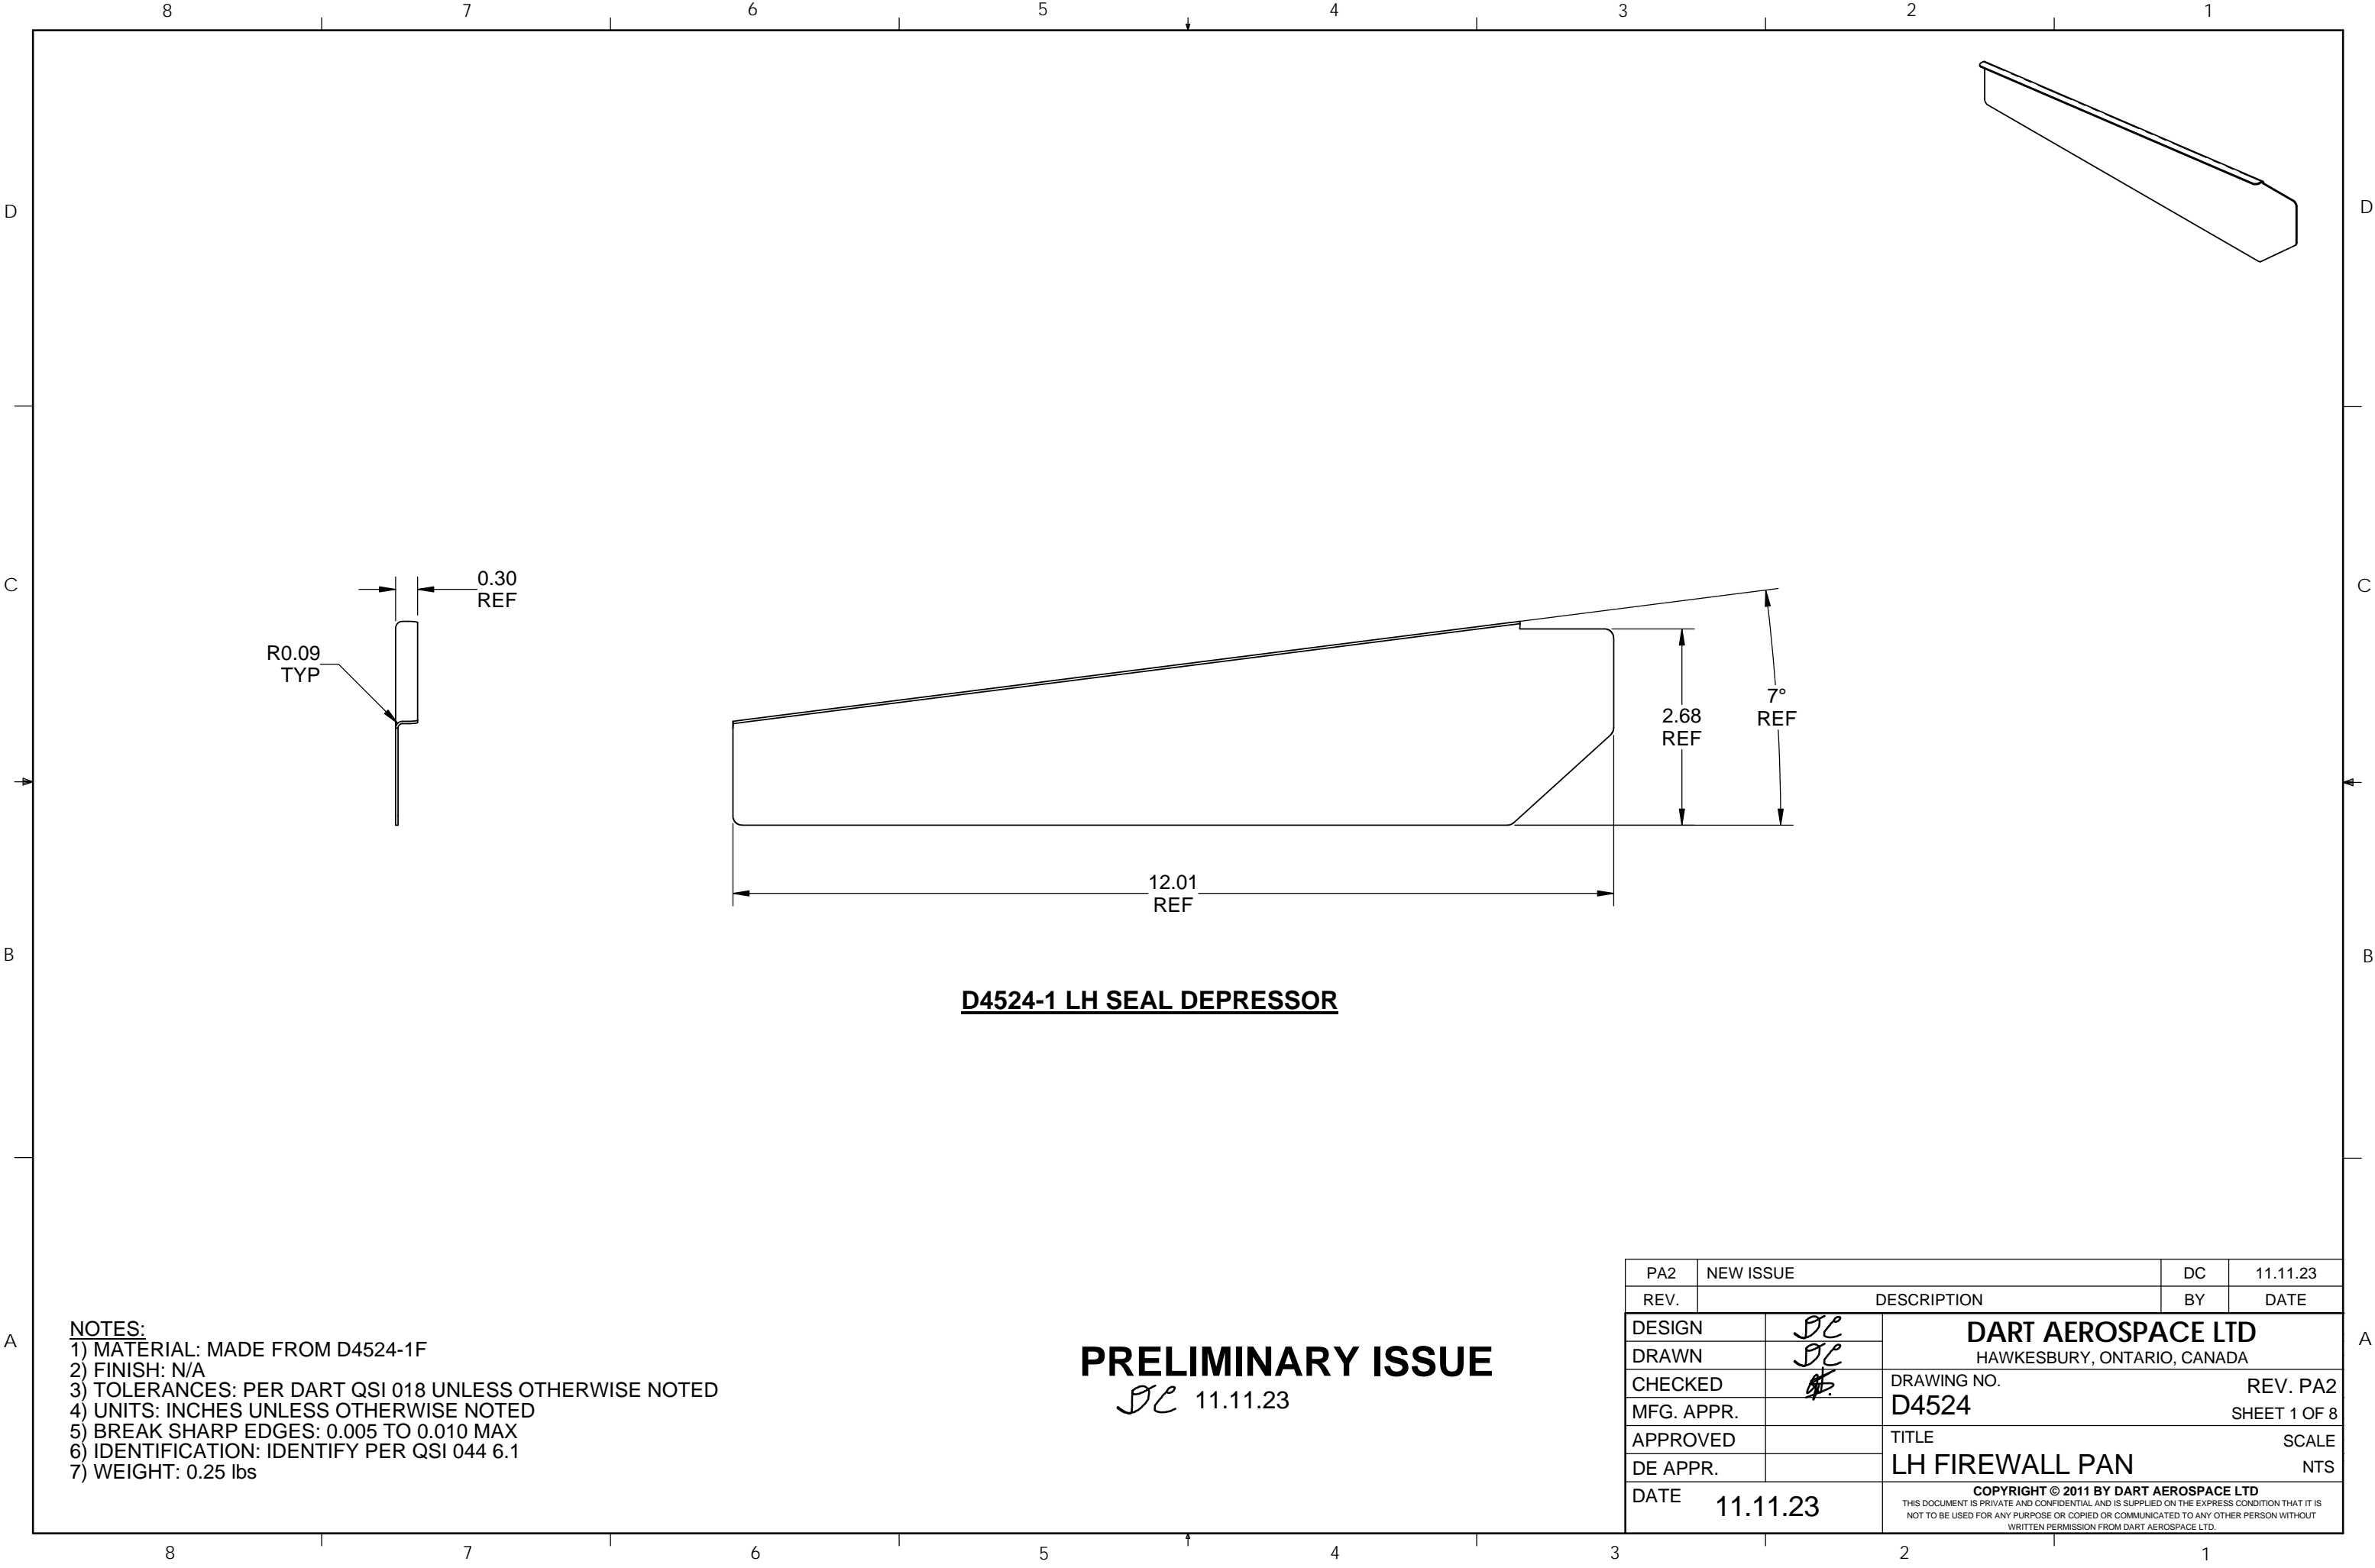 8 7 6 5 4 3 2 1
D D
0.30
REF
C C
R0.09
TYP
7°
REF
2.68
REF
12.01
REF
B B
D4524-1 LH SEAL DEPRESSOR
PA2 NEW ISSUE DC 11.11.23
REV. DESCRIPTION BY DATE
A A
NOTES:
1) MATERIAL: MADE FROM D4524-1F
2) FINISH: N/A
3) TOLERANCES: PER DART QSI 018 UNLESS OTHERWISE NOTED
4) UNITS: INCHES UNLESS OTHERWISE NOTED
5) BREAK SHARP EDGES: 0.005 TO 0.010 MAX
6) IDENTIFICATION: IDENTIFY PER QSI 044 6.1
7) WEIGHT: 0.25 lbs
PRELIMINARY ISSUE
DC 11.11.23
DESIGN DC
DRAWN DC
CHECKED
MFG. APPR.
APPROVED
DE APPR.
DATE 11.11.23
DART AEROSPACE LTD
HAWKESBURY, ONTARIO, CANADA
DRAWING NO. REV. PA2
D4524 SHEET 1 OF 8
TITLE SCALE
LH FIREWALL PAN NTS
COPYRIGHT © 2011 BY DART AEROSPACE LTD
THIS DOCUMENT IS PRIVATE AND CONFIDENTIAL AND IS SUPPLIED ON THE EXPRESS CONDITION THAT IT IS
NOT TO BE USED FOR ANY PURPOSE OR COPIED OR COMMUNICATED TO ANY OTHER PERSON WITHOUT
WRITTEN PERMISSION FROM DART AEROSPACE LTD.
8 7 6 5 4 3 2 1